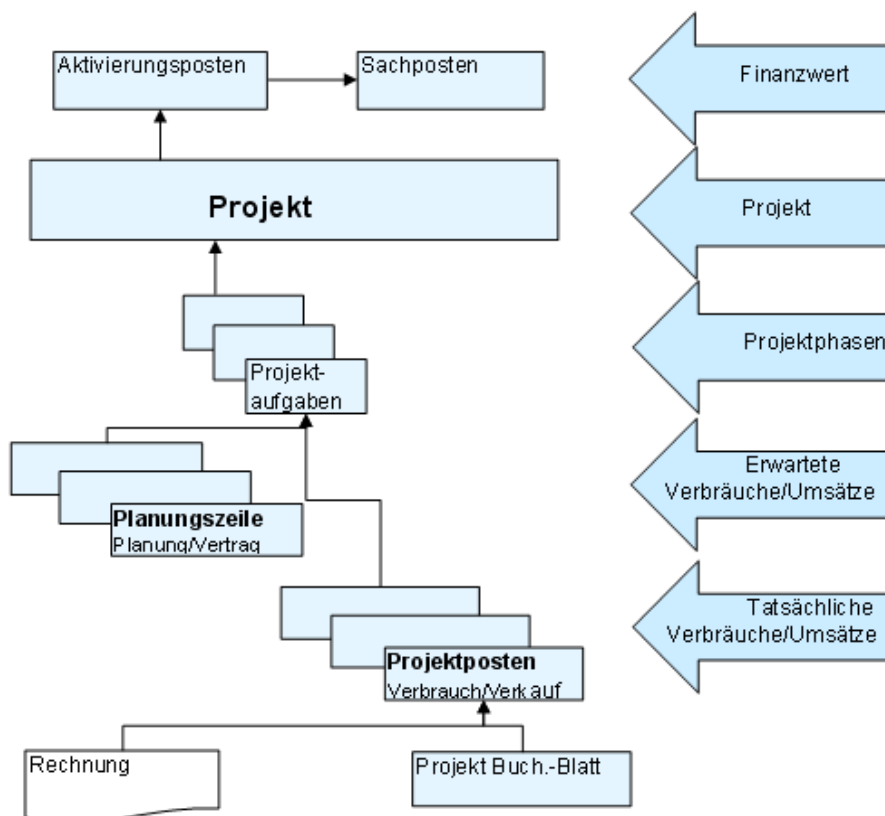 Aktivierungsposten
Sachposten
Finanzwert
Projekt
Projekt
Projekt-
aufgaben
Projektphasen
Planungszeile
Planung/Vertrag
Erwartete
Verbräuche/Umsätze
Projektposten
Verbrauch/Verkauf
Tatsächliche
Verbräuche/Umsätze
Rechnung
Projekt Buch.-Blatt